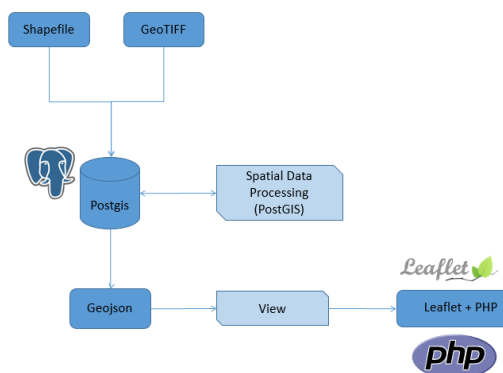 Shapefile
GeoTIFF
Postgis
Spatial Data
Processing
(PostGIS)
Leaflet
Geojson
View
Leaflet + PHP
php